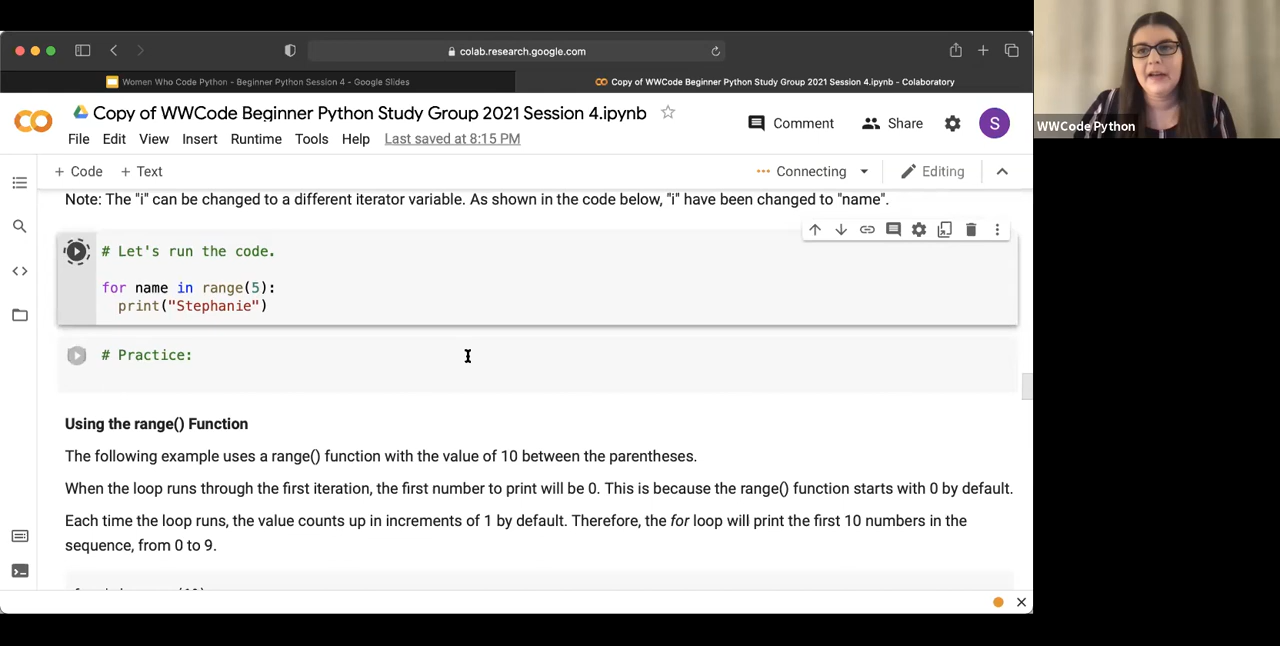 colab.research.google.com
Women Who Code Python - Beginner Python Session 4 - Google Slides
Copy of WWCode Beginner Python Study Group 2021 Session 4.ipynb - Colaboratory
Copy of WWCode Beginner Python Study Group 2021 Session 4.ipynb
Comment
Share
S
File Edit View Insert Runtime Tools Help Last saved at 8:15 PM
+ Code + Text
Connecting
Editing
Note: The "i" can be changed to a different iterator variable. As shown in the code below, "i" have been changed to "name".
# Let's run the code.
for name in range(5):
print("Stephanie")
# Practice:
Using the range() Function
The following example uses a range() function with the value of 10 between the parentheses.
When the loop runs through the first iteration, the first number to print will be 0. This is because the range() function starts with 0 by default.
Each time the loop runs, the value counts up in increments of 1 by default. Therefore, the for loop will print the first 10 numbers in the
sequence, from 0 to 9.
WWCode Python